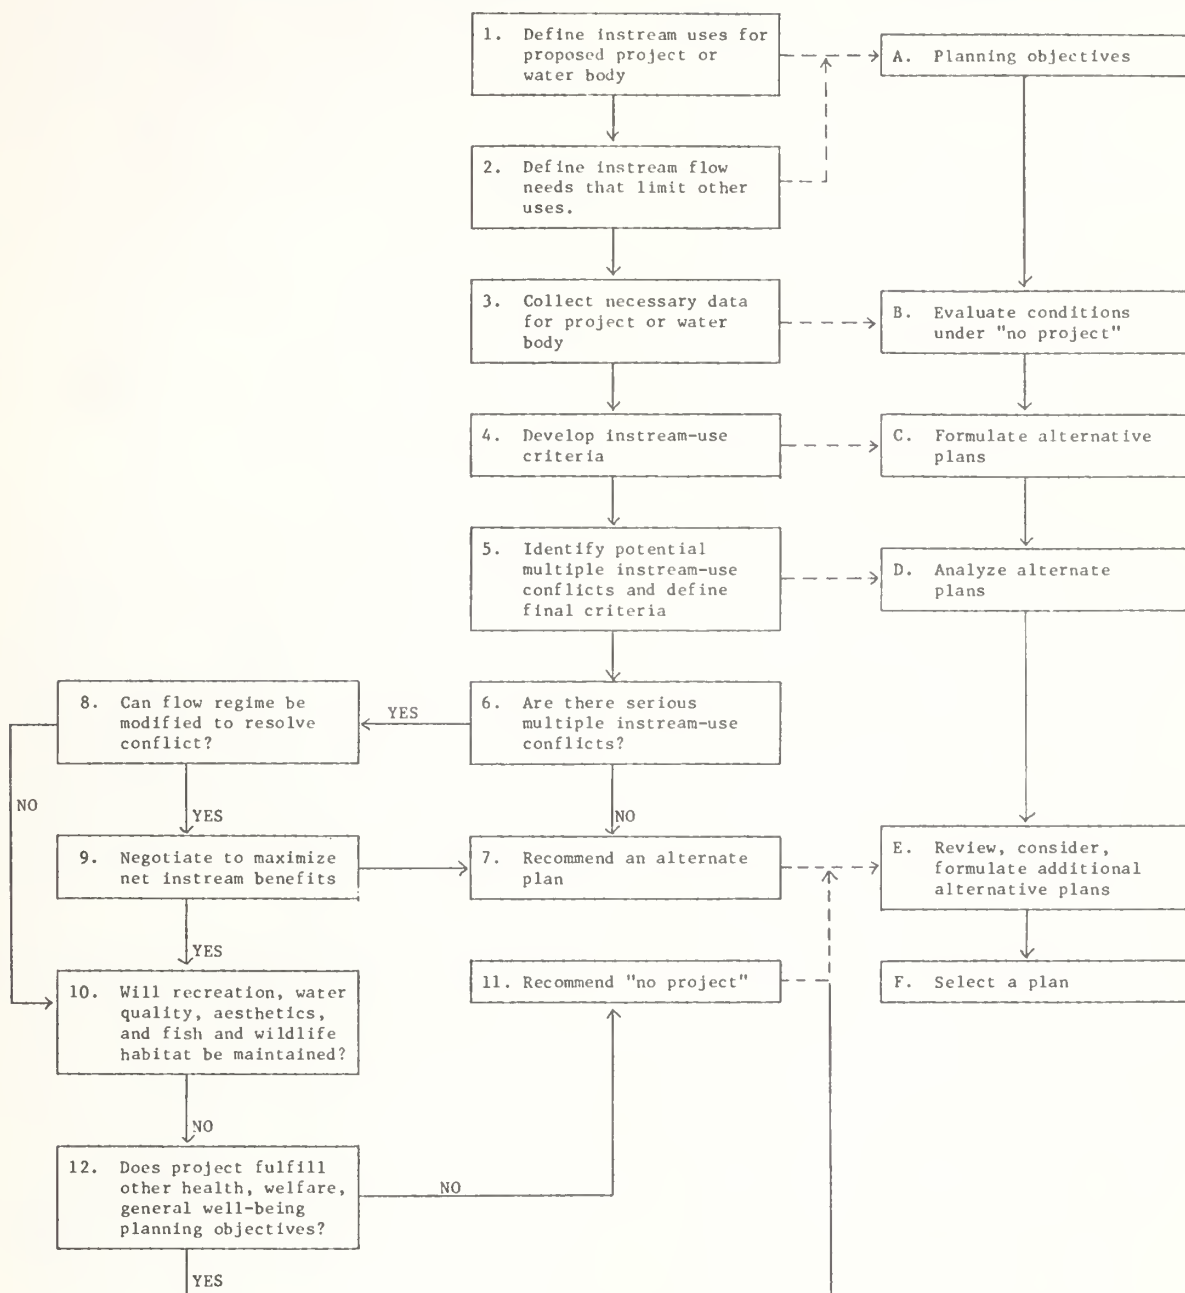 1. Define instream uses for
proposed project or
water body
A. Planning objectives
2. Define instream flow
needs that limit other
uses.
3. Collect necessary data
for project or water
body
B. Evaluate conditions
under "no project"
4. Develop instream-use
criteria
C. Formulate alternative
plans
5. Identify potential
multiple instream-use
conflicts and define
final criteria
D. Analyze alternate
plans
8. Can flow regime be
modified to resolve
conflict?
YES
6. Are there serious
multiple instream-use
conflicts?
NO
YES
NO
9. Negotiate to maximize
net instream benefits
7. Recommend an alternate
plan
E. Review, consider,
formulate additional
alternative plans
YES
10. Will recreation, water
quality, aesthetics,
and fish and wildlife
habitat be maintained?
11. Recommend "no project"
F. Select a plan
NO
12. Does project fulfill
other health, welfare,
general well-being
planning objectives?
NO
YES